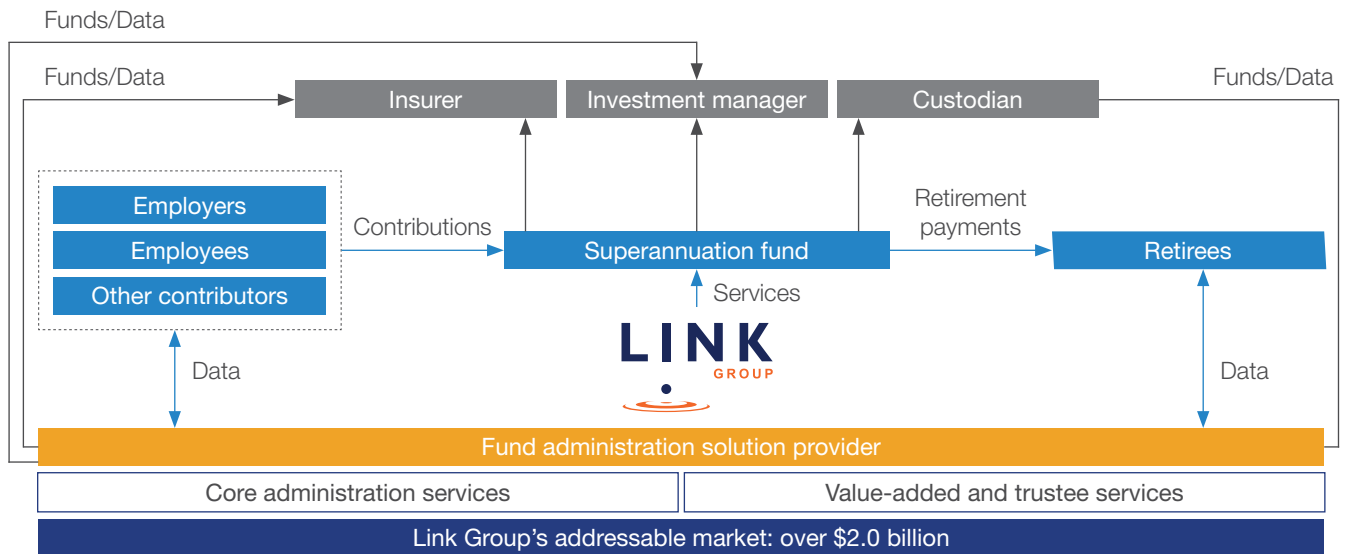 Funds/Data
Funds/Data
Funds/Data
Insurer
Investment manager
Custodian
Employers
Employees
Other contributors
Contributions
Superannuation fund
Retirement
payments
Retirees
Services
LINK
GROUP
Data
Data
Fund administration solution provider
Core administration services
Value-added and trustee services
Link Group’s addressable market: over $2.0 billion